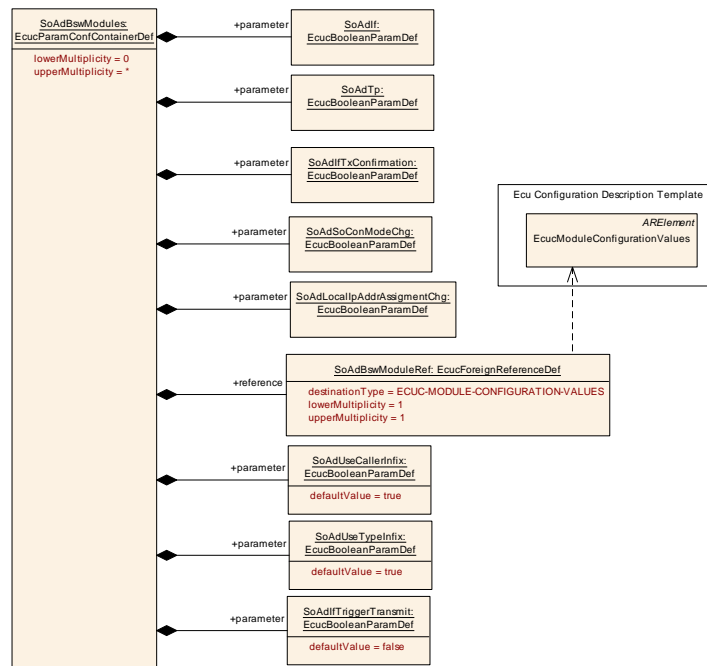 SoAdBswModules:
EcucParamConfContainerDef
lowerMultiplicity = 0
upperMultiplicity = *
+parameter
SoAdIf:
EcucBooleanParamDef
+parameter
SoAdTp:
EcucBooleanParamDef
+parameter
SoAdIfTxConfirmation:
EcucBooleanParamDef
Ecu Configuration Description Template
ARElement
EcucModuleConfigurationValues
+parameter
SoAdSoConModeChg:
EcucBooleanParamDef
+parameter
SoAdLocalIpAddrAssigmentChg:
EcucBooleanParamDef
+reference
SoAdBswModuleRef: EcucForeignReferenceDef
destinationType = ECUC-MODULE-CONFIGURATION-VALUES
lowerMultiplicity = 1
upperMultiplicity = 1
+parameter
SoAdUseCallerInfix:
EcucBooleanParamDef
defaultValue = true
+parameter
SoAdUseTypeInfix:
EcucBooleanParamDef
defaultValue = true
+parameter
SoAdIfTriggerTransmit:
EcucBooleanParamDef
defaultValue = false